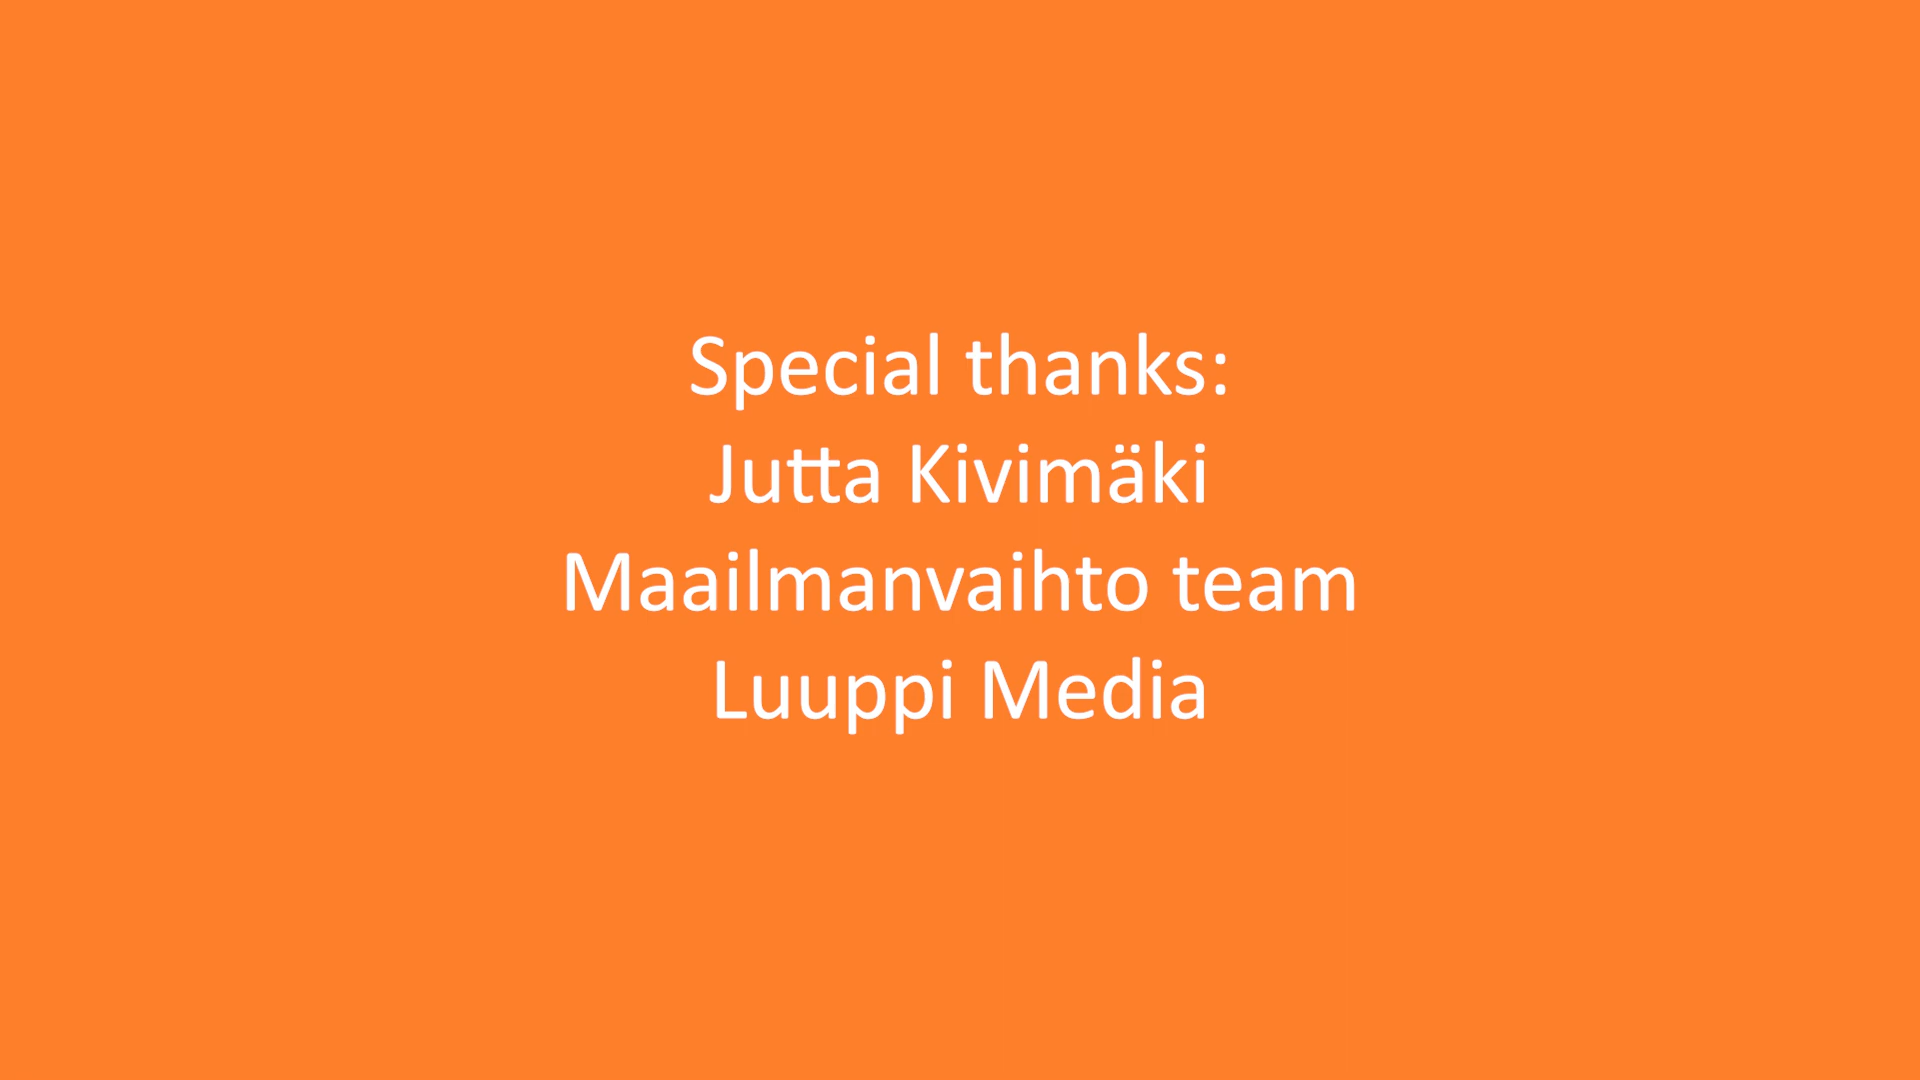 Special thanks:
Jutta Kivimäki
Maailmanvaihto team
Luuppi Media